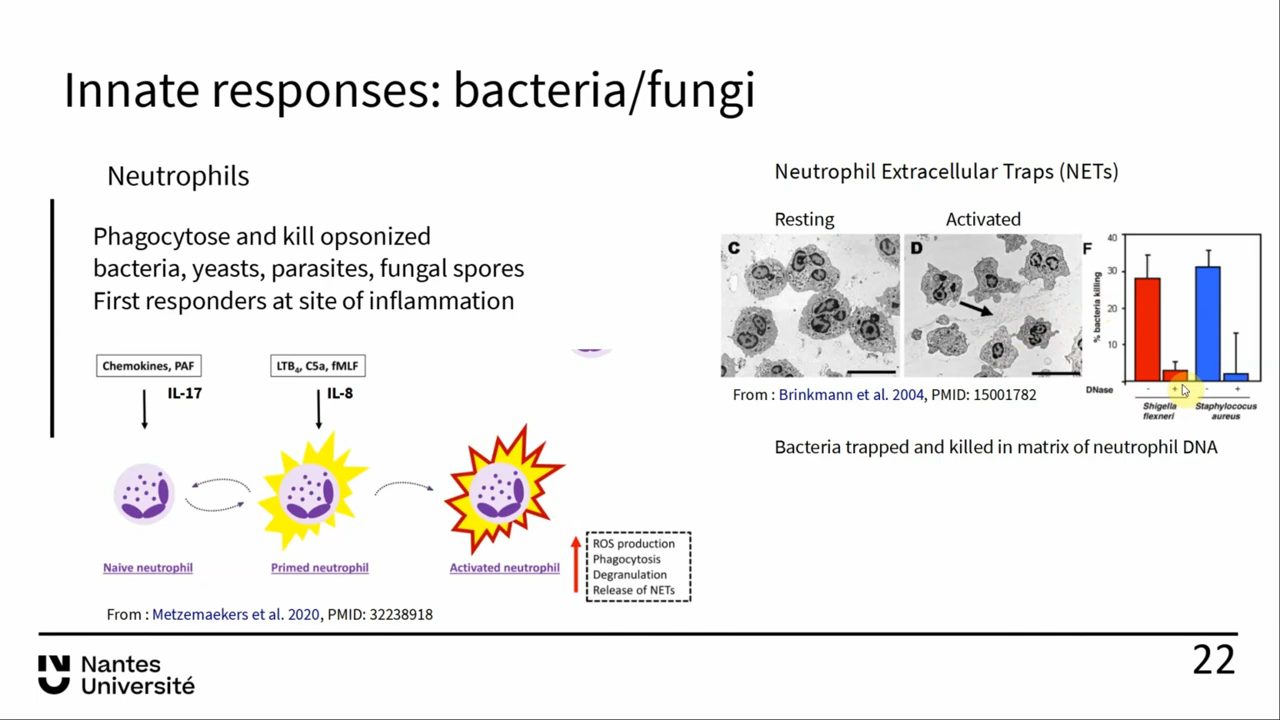 Innate responses: bacteria/fungi
Neutrophils
Phagocytose and kill opsonized
bacteria, yeasts, parasites, fungal spores
First responders at site of inflammation
Chemokines, PAF
IL-17
LTB4, C5a, fMLF
IL-8
Naive neutrophil
Primed neutrophil
Activated neutrophil
ROS production
Phagocytosis
Degranulation
Release of NETs
From : Metzemaekers et al. 2020, PMID: 32238918
Neutrophil Extracellular Traps (NETs)
Resting
Activated
C
D
F
% bacteria killing
40
30
20
10
DNase - + - +
Shigella
flexneri
Staphylococus
aureus
From : Brinkmann et al. 2004, PMID: 15001782
Bacteria trapped and killed in matrix of neutrophil DNA
Nantes
Université
22